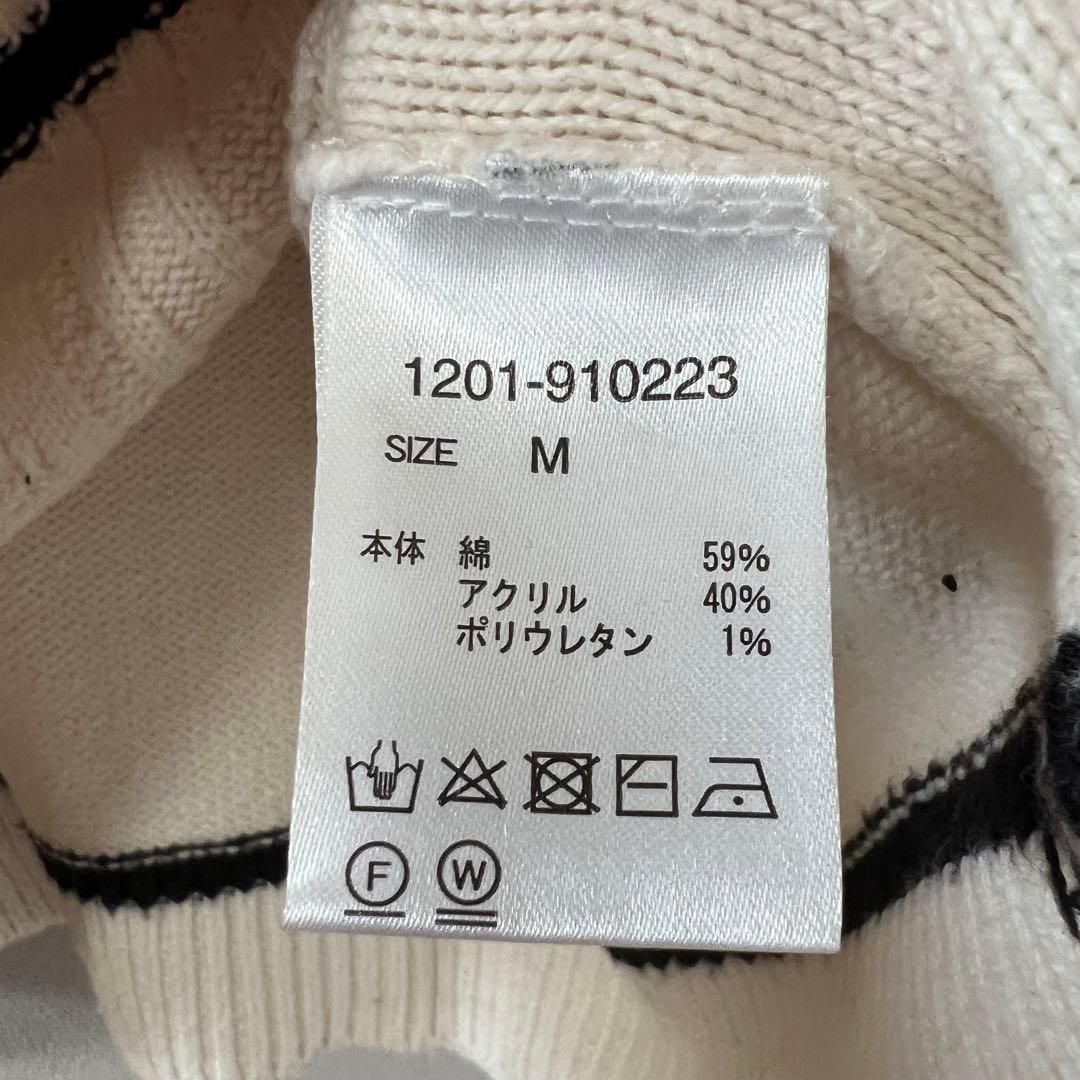 1201-910223
SIZE M
本体 綿 59%
アクリル 40%
ポリウレタン 1%
F W